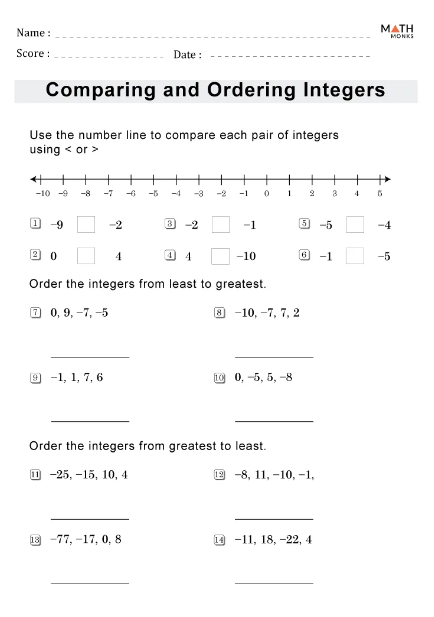 Name :
MATH
MONKS
Score :
Date :
Comparing and Ordering Integers
Use the number line to compare each pair of integers
using < or >
−10 −9 −8 −7 −6 −5 −4 −3 −2 −1 0 1 2 3 4 5
1 −9 −2 3 −2 −1 5 −5 −4
2 0 4 4 4 −10 6 −1 −5
Order the integers from least to greatest.
7 0, 9, −7, −5 8 −10, −7, 7, 2
9 −1, 1, 7, 6 10 0, −5, 5, −8
Order the integers from greatest to least.
11 −25, −15, 10, 4 12 −8, 11, −10, −1,
13 −77, −17, 0, 8 14 −11, 18, −22, 4